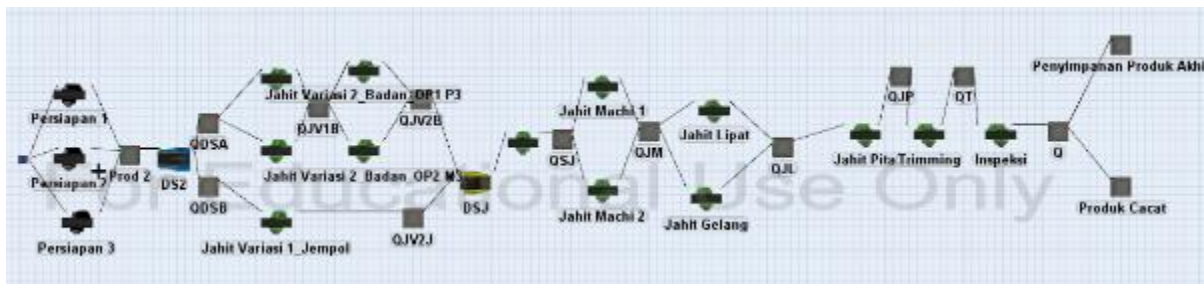 Penyimpanan Produk Akhi
QJP
QT
Jahit Variasi 2_Badan_OP1 P3
Persiapan 1
Jahit Machi 1
QJV1B
QJV2B
Jahit Lipat
QDSA
QSJ
QJM
QJL
Jahit Pita
Trimming
Inspeksi
Q
Prod 2
DS2
Persiapan 2
Jahit Variasi 2_Badan_OP2 M3
QDSB
DSJ
Educational Use Only
Jahit Machi 2
Produk Cacat
Jahit Gelang
Persiapan 3
Jahit Variasi 1_Jempol
QJV2J